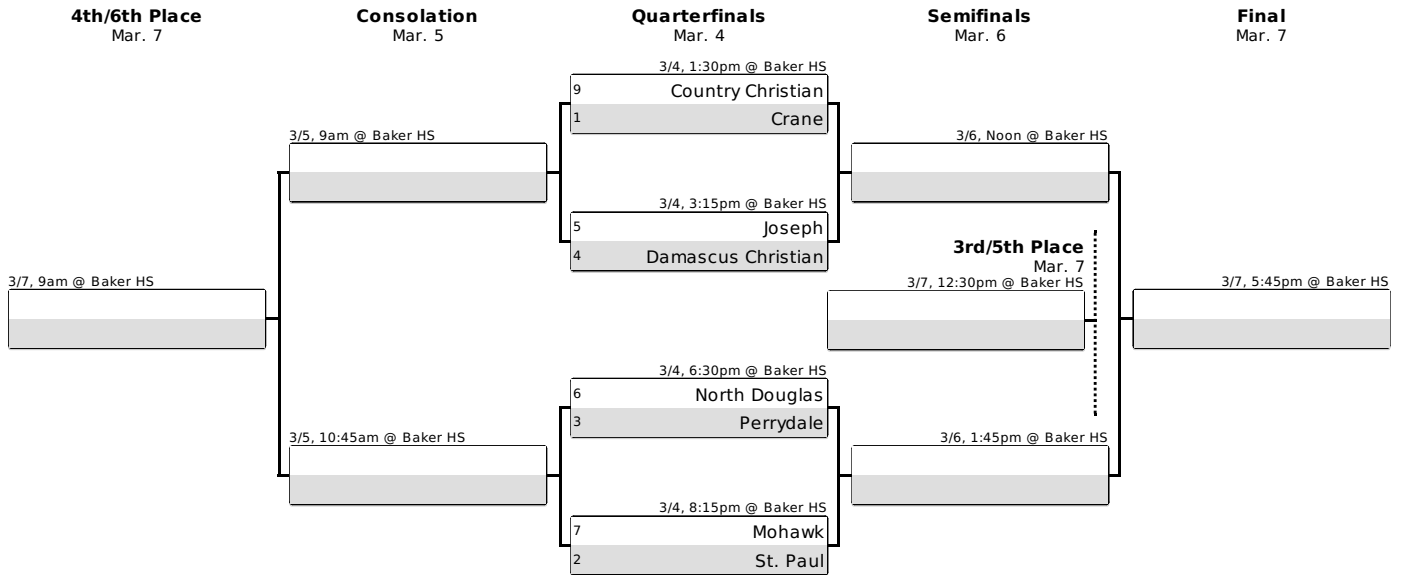 4th/6th Place
Mar. 7
Consolation
Mar. 5
Quarterfinals
Mar. 4
Semifinals
Mar. 6
Final
Mar. 7
3/4, 1:30pm @ Baker HS
9 Country Christian
1 Crane
3/5, 9am @ Baker HS
3/6, Noon @ Baker HS
3/4, 3:15pm @ Baker HS
5 Joseph
4 Damascus Christian
3rd/5th Place
Mar. 7
3/7, 9am @ Baker HS
3/7, 12:30pm @ Baker HS
3/7, 5:45pm @ Baker HS
3/4, 6:30pm @ Baker HS
6 North Douglas
3 Perrydale
3/5, 10:45am @ Baker HS
3/6, 1:45pm @ Baker HS
3/4, 8:15pm @ Baker HS
7 Mohawk
2 St. Paul